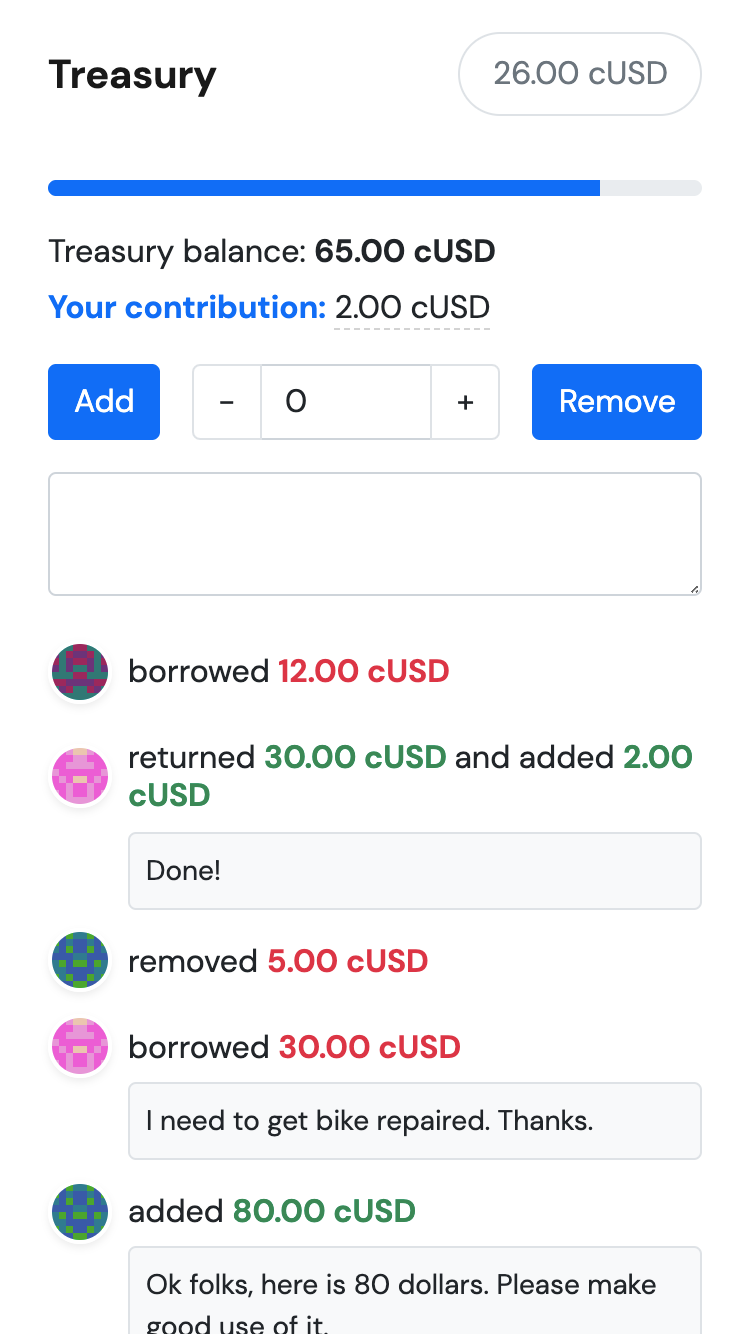 Treasury
26.00 cUSD
Treasury balance: 65.00 cUSD
Your contribution: 2.00 cUSD
Add
-
0
+
Remove
borrowed 12.00 cUSD
returned 30.00 cUSD and added 2.00
cUSD
Done!
removed 5.00 cUSD
borrowed 30.00 cUSD
I need to get bike repaired. Thanks.
added 80.00 cUSD
Ok folks, here is 80 dollars. Please make
good use of it.